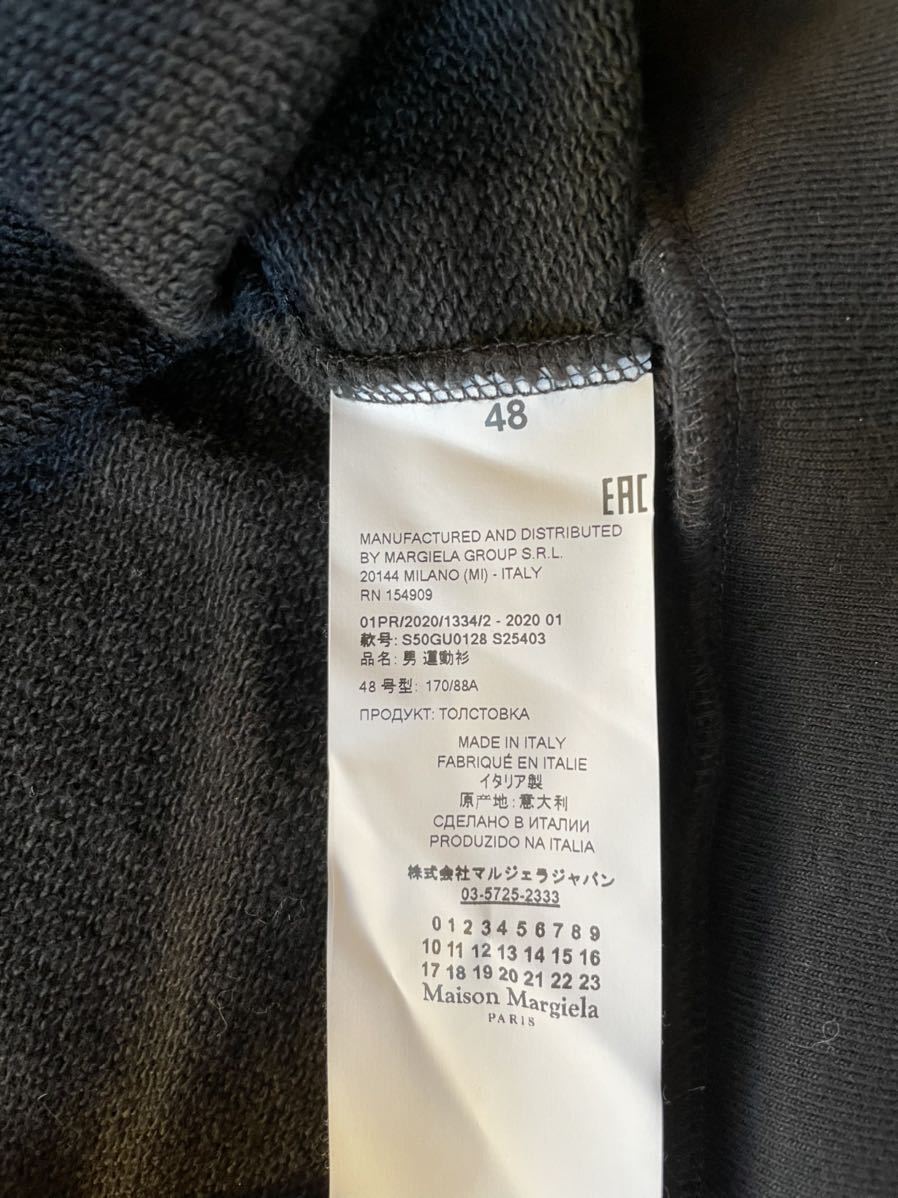 48
EAC
MANUFACTURED AND DISTRIBUTED
BY MARGIELA GROUP S.R.L.
20144 MILANO (MI) - ITALY
RN 154909
01PR/2020/1334/2 - 2020 01
款号: S50GU0128 S25403
品名: 男 運動衫
48 号型: 170/88A
ПРОДУКТ: ТОЛСТОВКА
MADE IN ITALY
FABRIQUÉ EN ITALIE
イタリア製
原产地: 意大利
СДЕЛАНО В ИТАЛИИ
PRODUZIDO NA ITALIA
株式会社マルジェラジャパン
03-5725-2333
0 1 2 3 4 5 6 7 8 9
10 11 12 13 14 15 16
17 18 19 20 21 22 23
Maison Margiela
PARIS